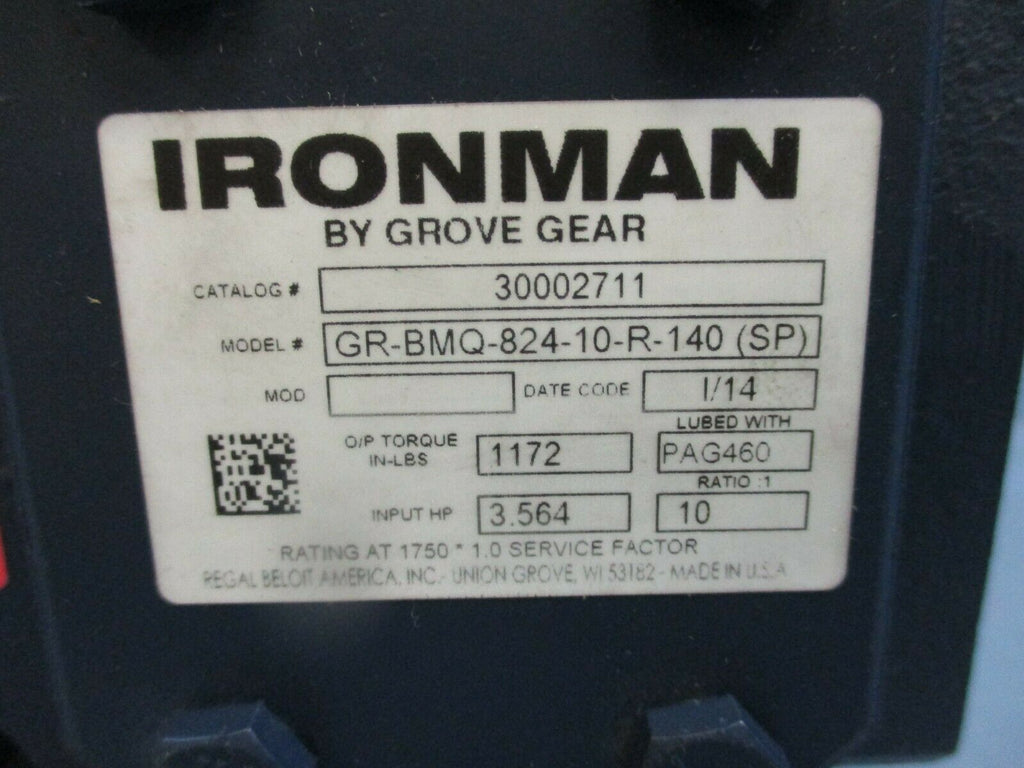 IRONMAN
BY GROVE GEAR
CATALOG # 30002711
MODEL # GR-BMQ-824-10-R-140 (SP)
MOD DATE CODE I/14
LUBED WITH
O/P TORQUE IN-LBS 1172 PAG460
RATIO :1
INPUT HP 3.564 10
RATING AT 1750 * 1.0 SERVICE FACTOR
REGAL BELOIT AMERICA, INC.- UNION GROVE, WI 53182 - MADE IN U.S.A